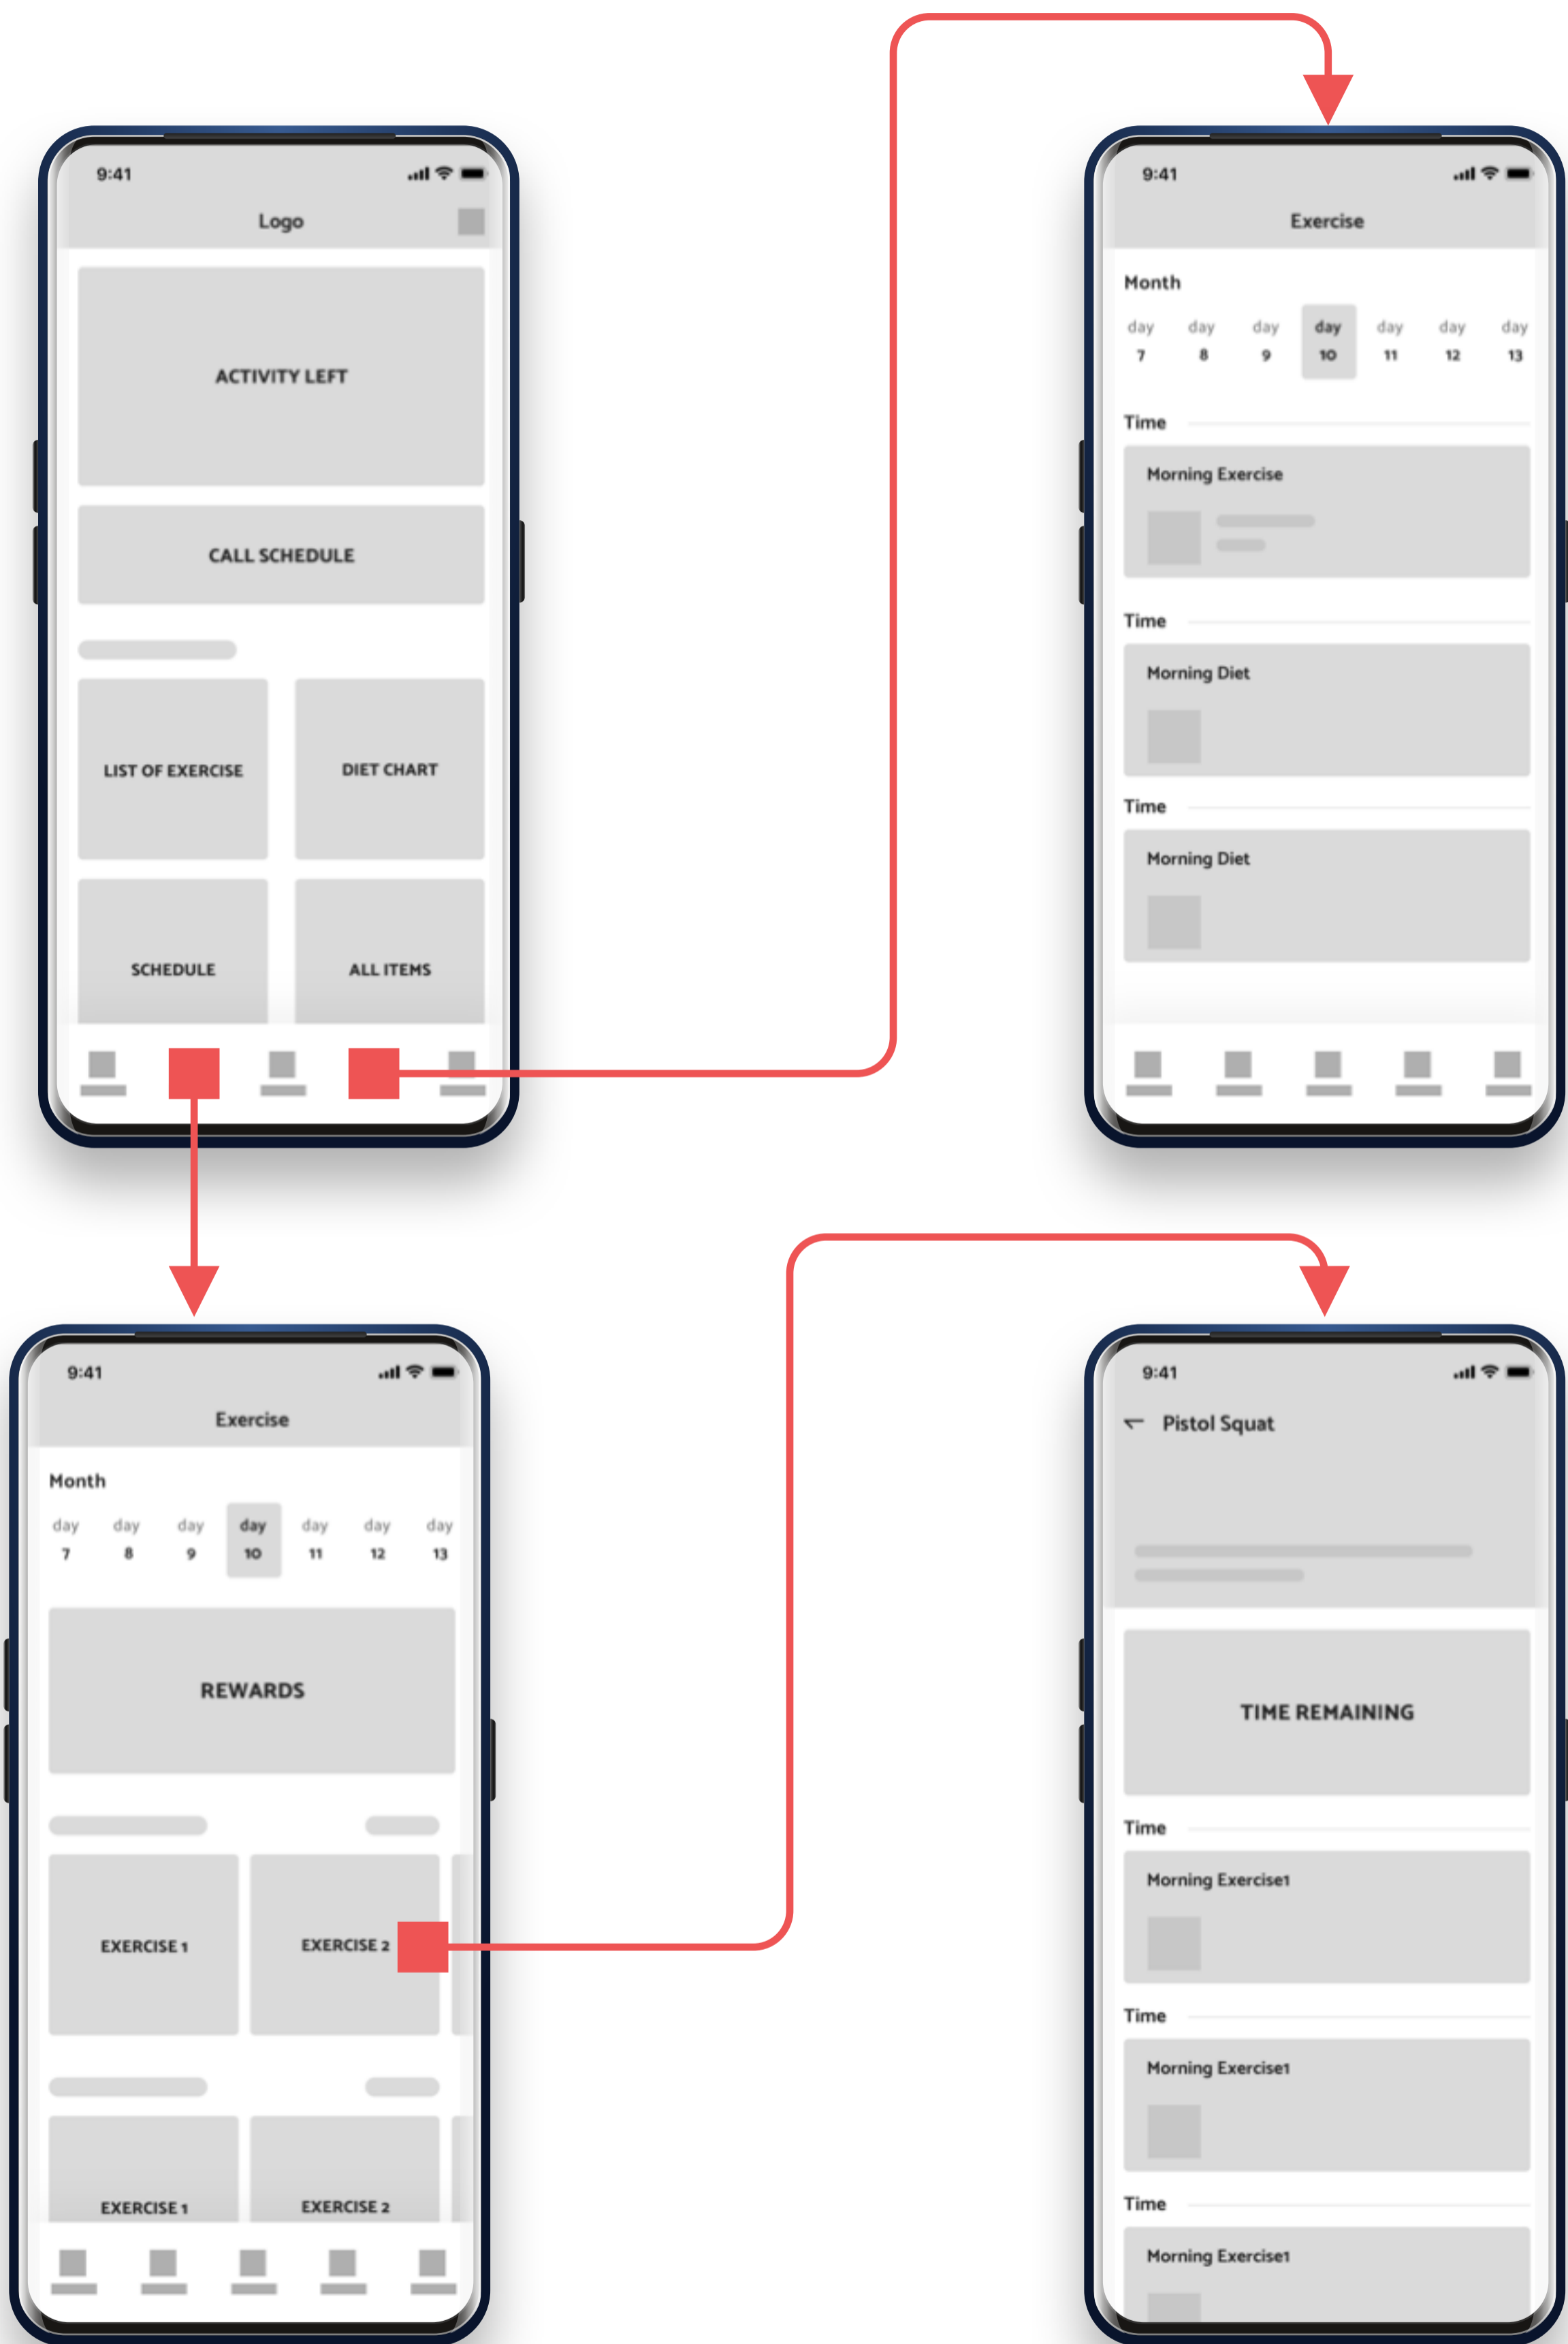 9:41
Logo
ACTIVITY LEFT
CALL SCHEDULE
LIST OF EXERCISE DIET CHART
SCHEDULE ALL ITEMS
9:41
Exercise
Month
day day day day day day day
7 8 9 10 11 12 13
Time
Morning Exercise
Time
Morning Diet
Time
Morning Diet
9:41
Exercise
Month
day day day day day day day
7 8 9 10 11 12 13
REWARDS
EXERCISE 1 EXERCISE 2
EXERCISE 1 EXERCISE 2
9:41
Pistol Squat
TIME REMAINING
Time
Morning Exercise1
Time
Morning Exercise1
Time
Morning Exercise1